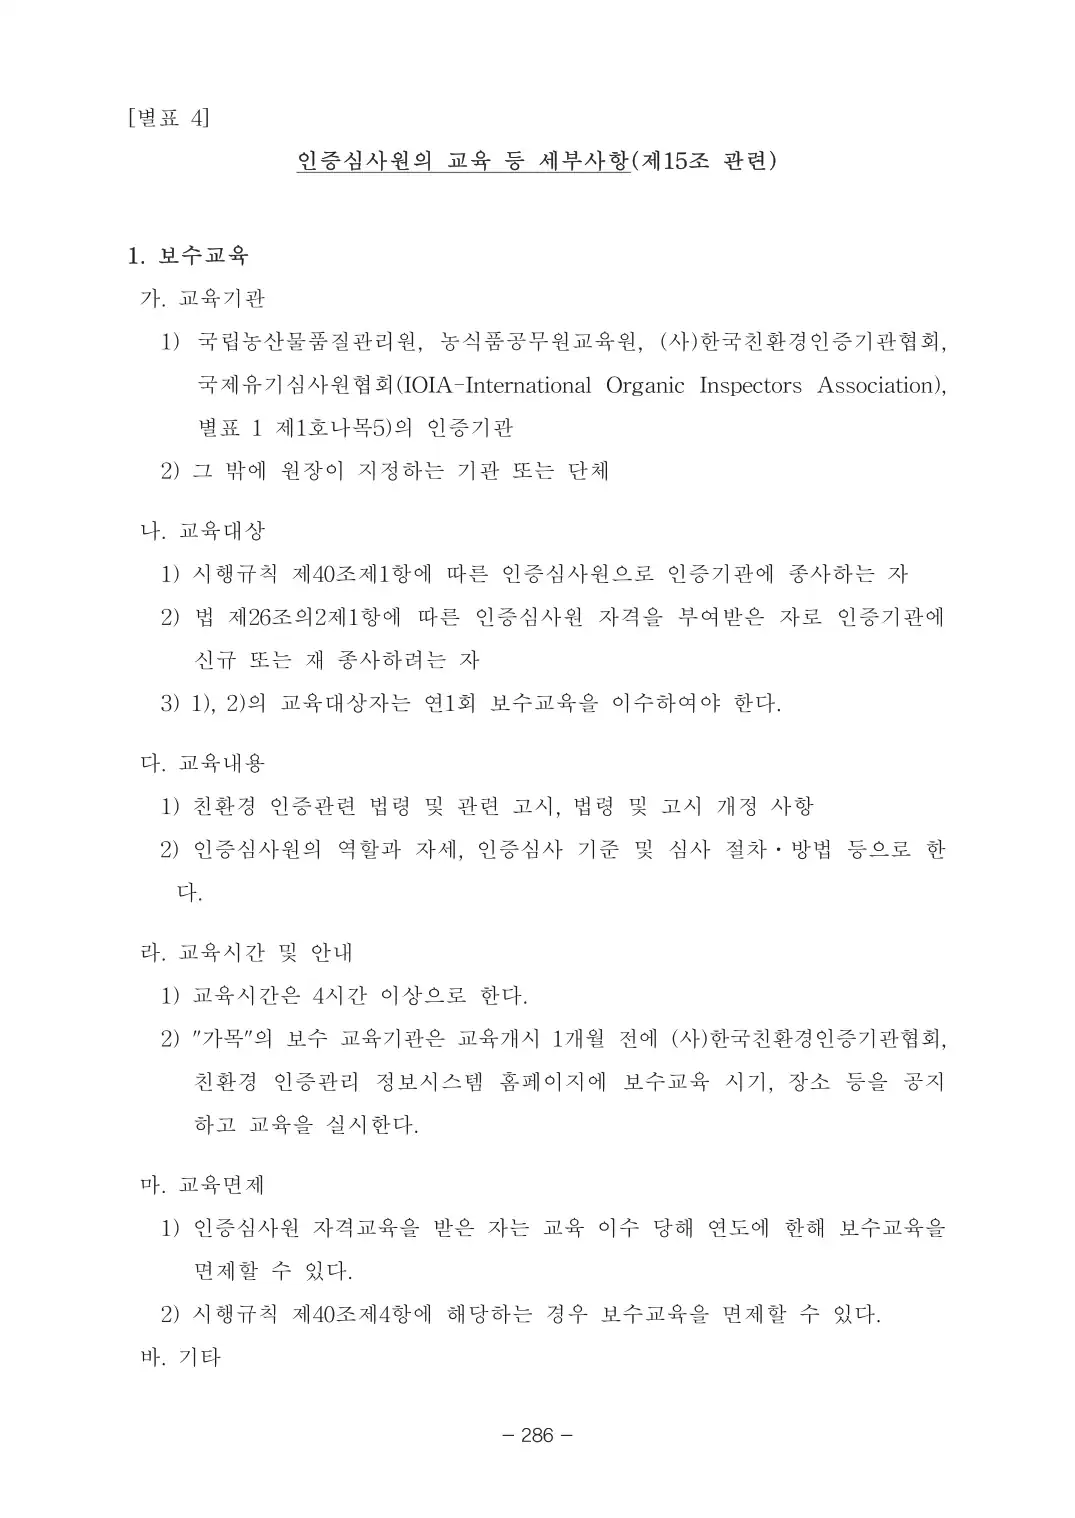 [별표 4]
인증심사원의 교육 등 세부사항(제15조 관련)
1. 보수교육
가. 교육기관
1) 국립농산물품질관리원, 농식품공무원교육원, (사)한국친환경인증기관협회,
국제유기심사원협회(IOIA-International Organic Inspectors Association),
별표 1 제1호나목5)의 인증기관
2) 그 밖에 원장이 지정하는 기관 또는 단체
나. 교육대상
1) 시행규칙 제40조제1항에 따른 인증심사원으로 인증기관에 종사하는 자
2) 법 제26조의2제1항에 따른 인증심사원 자격을 부여받은 자로 인증기관에
신규 또는 재 종사하려는 자
3) 1), 2)의 교육대상자는 연1회 보수교육을 이수하여야 한다.
다. 교육내용
1) 친환경 인증관련 법령 및 관련 고시, 법령 및 고시 개정 사항
2) 인증심사원의 역할과 자세, 인증심사 기준 및 심사 절차·방법 등으로 한
다.
라. 교육시간 및 안내
1) 교육시간은 4시간 이상으로 한다.
2) "가목"의 보수 교육기관은 교육개시 1개월 전에 (사)한국친환경인증기관협회,
친환경 인증관리 정보시스템 홈페이지에 보수교육 시기, 장소 등을 공지
하고 교육을 실시한다.
마. 교육면제
1) 인증심사원 자격교육을 받은 자는 교육 이수 당해 연도에 한해 보수교육을
면제할 수 있다.
2) 시행규칙 제40조제4항에 해당하는 경우 보수교육을 면제할 수 있다.
바. 기타
- 286 -